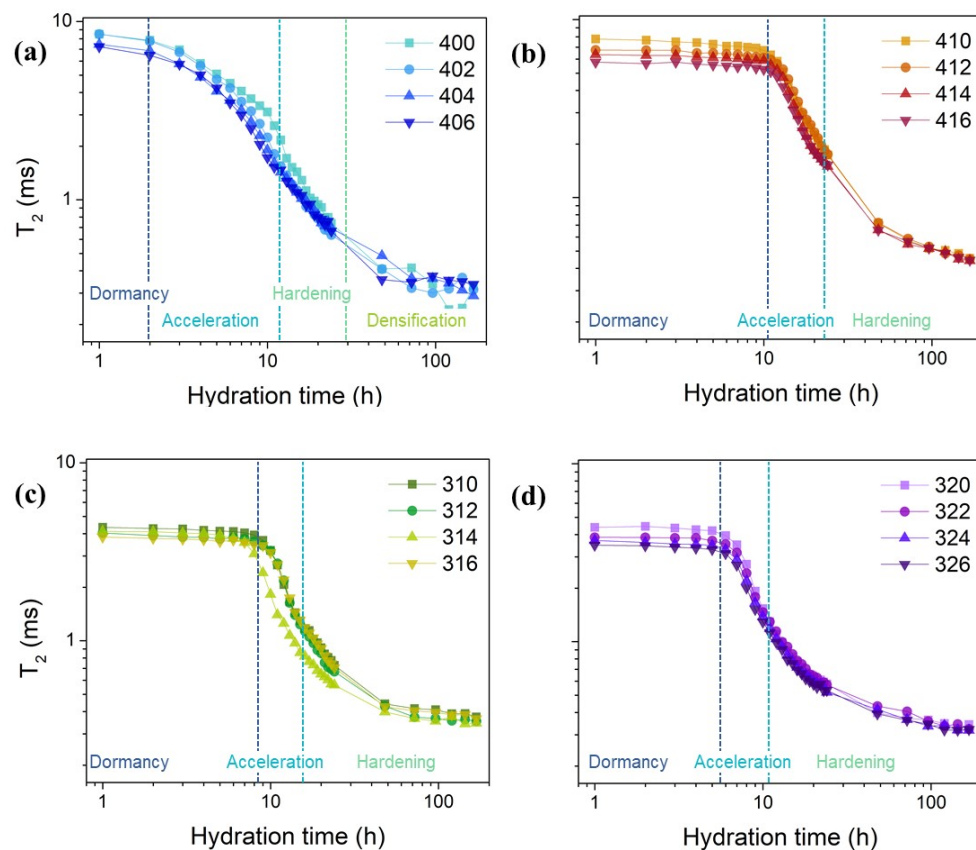 (a)
10
1
T2 (ms)
400
402
404
406
Dormancy
Acceleration
Hardening
Densification
1 10 100
Hydration time (h)
(b)
410
412
414
416
Dormancy
Acceleration
Hardening
1 10 100
Hydration time (h)
(c)
10
1
T2 (ms)
310
312
314
316
Dormancy
Acceleration
Hardening
1 10 100
Hydration time (h)
(d)
320
322
324
326
Dormancy
Acceleration
Hardening
1 10 100
Hydration time (h)